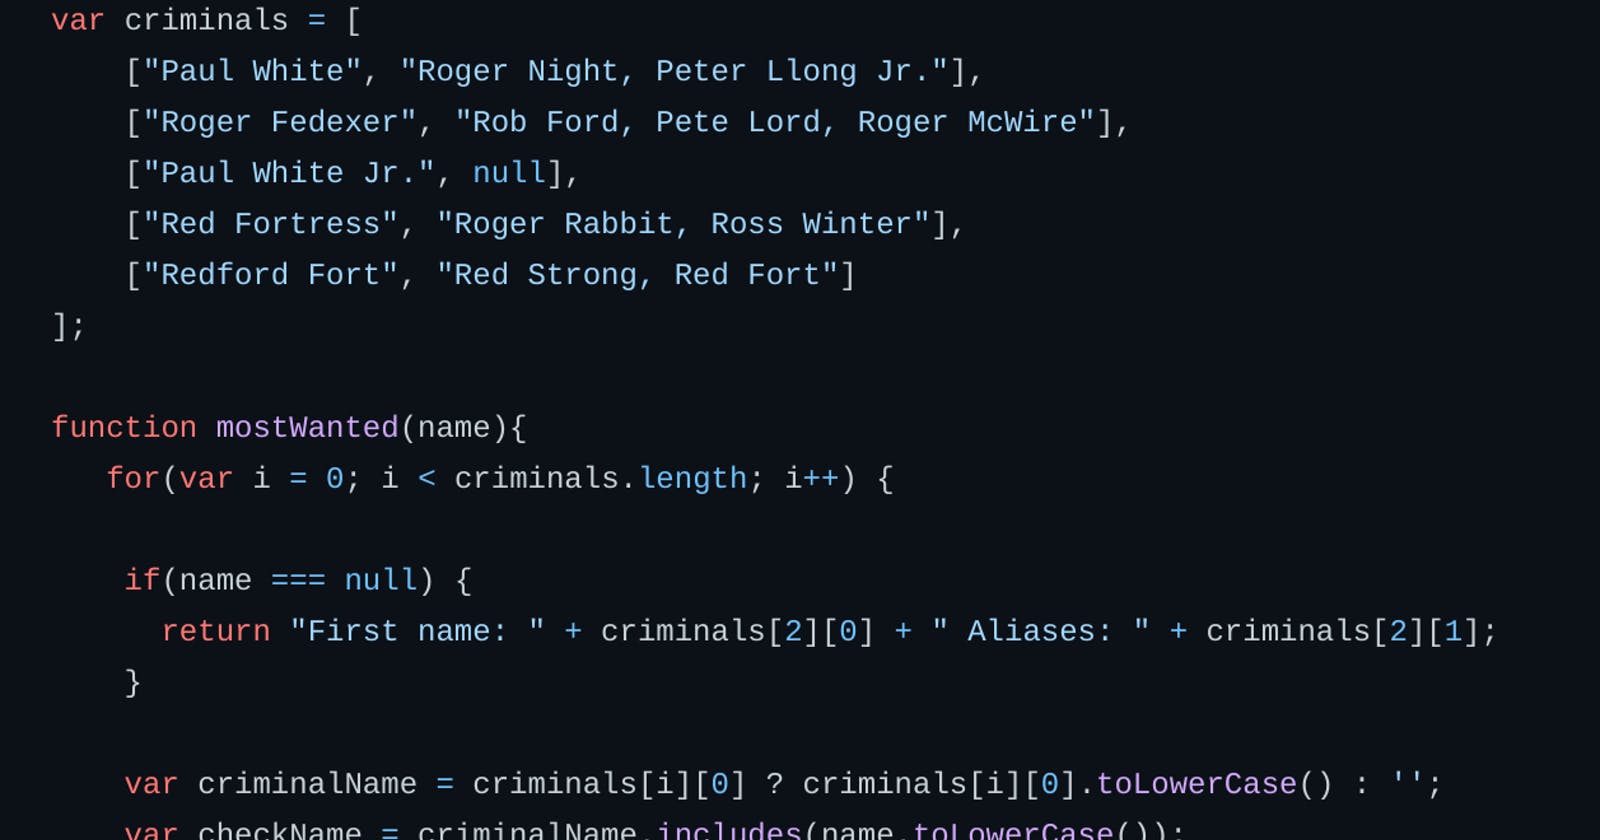 var criminals = [
    ["Paul White", "Roger Night, Peter Llong Jr."],
    ["Roger Fedexer", "Rob Ford, Pete Lord, Roger McWire"],
    ["Paul White Jr.", null],
    ["Red Fortress", "Roger Rabbit, Ross Winter"],
    ["Redford Fort", "Red Strong, Red Fort"]
];
function mostWanted(name){
   for(var i = 0; i < criminals.length; i++) {
    if(name === null) {
      return "First name: " + criminals[2][0] + " Aliases: " + criminals[2][1];
    }
    var criminalName = criminals[i][0] ? criminals[i][0].toLowerCase() : '';
    var checkName = criminalName.includes(name.toLowerCase());